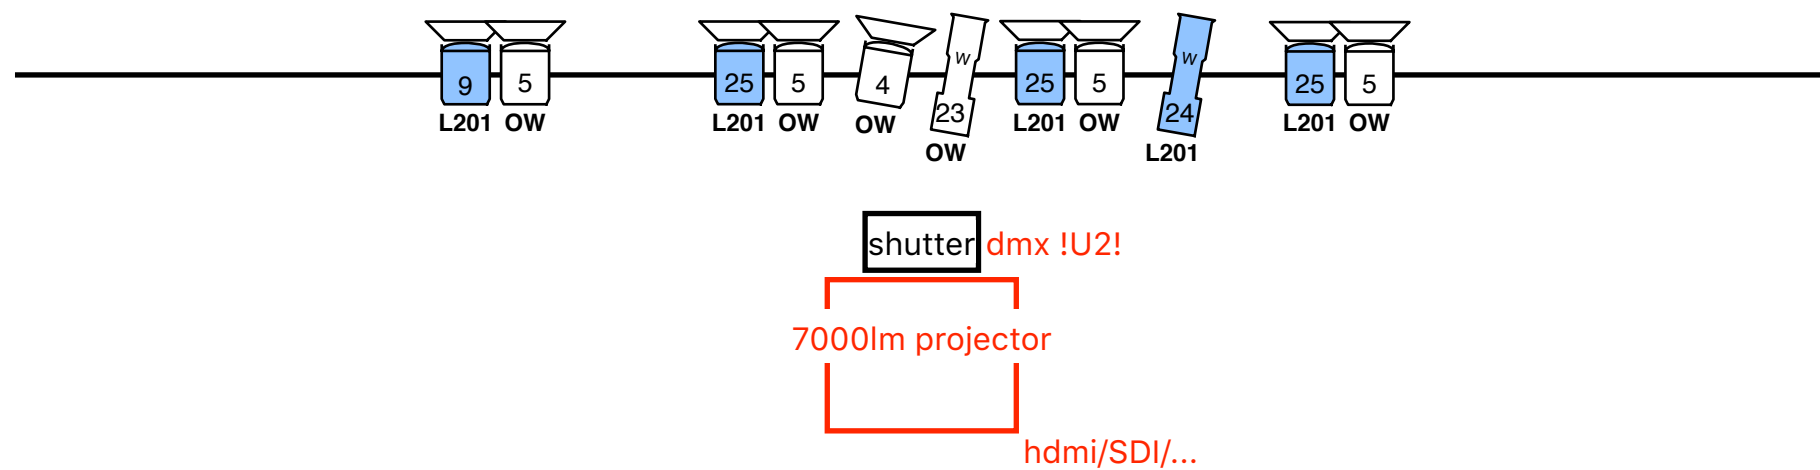 W W
9 5 25 5 4 25 5 25 5
23 24
L201 OW L201 OW OW L201 OW L201 OW
OW L201
shutter dmx !U2!
7000lm projector
hdmi/SDI/...